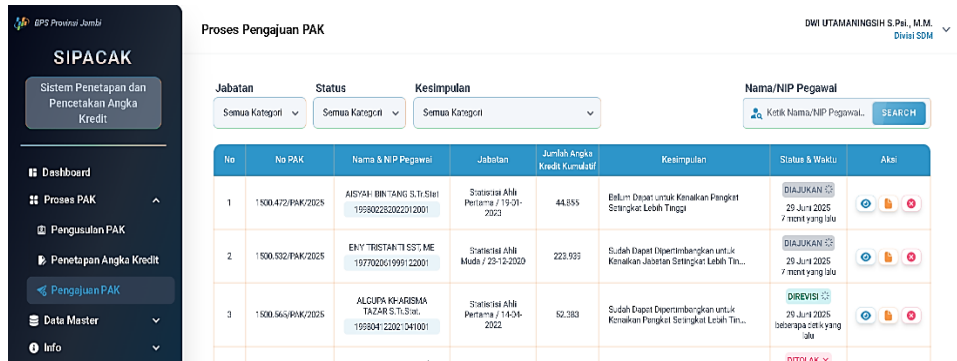 BPS Provinsi Jambi
SIPACAK
Sistem Penetapan dan
Pencetakan Angka
Kredit
Dashboard
Proses PAK
Pengusulan PAK
Penetapan Angka Kredit
Pengajuan PAK
Data Master
Info
Proses Pengajuan PAK
DWI UTAMANINGSIH S.Psi., M.M.
Divisi SDM
Jabatan
Semua Kategori
Status
Semua Kategori
Kesimpulan
Semua Kategori
Nama/NIP Pegawai
Ketik Nama/NIP Pegawai..
SEARCH
No
No PAK
Nama & NIP Pegawai
Jabatan
Jumlah Angka
Kredit Kumulatif
Kesimpulan
Status & Waktu
Aksi
1
1500.472/PAK/2025
AISYAH BINTANG S.Tr.Stat
199802282022012001
Statistisi Ahli
Pertama / 19-01-
2023
44.855
Belum Dapat untuk Kenaikan Pangkat
Setingkat Lebih Tinggi
DIAJUKAN
29 Juni 2025
7 menit yang lalu
2
1500.532/PAK/2025
ENY TRISTANTI SST, ME
197702061999122001
Statistisi Ahli
Muda / 23-12-2020
223.939
Sudah Dapat Dipertimbangkan untuk
Kenaikan Jabatan Setingkat Lebih Tin...
DIAJUKAN
29 Juni 2025
7 menit yang lalu
3
1500.565/PAK/2025
ALGUPA KHARISMA
TAZAR S.Tr.Stat.
199804122021041001
Statistisi Ahli
Pertama / 14-04-
2022
52.383
Sudah Dapat Dipertimbangkan untuk
Kenaikan Pangkat Setingkat Lebih Tin...
DIREVISI
29 Juni 2025
beberapa detik yang
lalu
DITOLAK